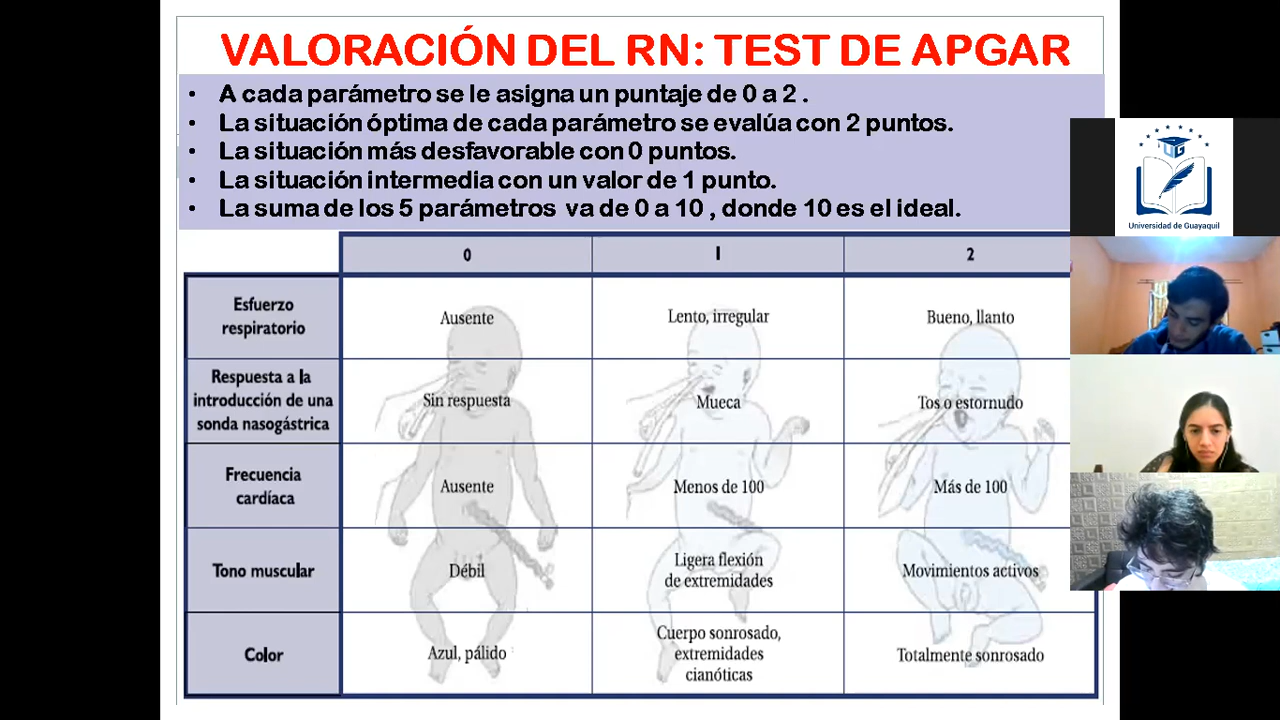 VALORACIÓN DEL RN: TEST DE APGAR
• A cada parámetro se le asigna un puntaje de 0 a 2 .
• La situación óptima de cada parámetro se evalúa con 2 puntos.
• La situación más desfavorable con 0 puntos.
• La situación intermedia con un valor de 1 punto.
• La suma de los 5 parámetros va de 0 a 10 , donde 10 es el ideal.
UG
Universidad de Guayaquil
0 1 2
Esfuerzo
respiratorio
Ausente
Lento, irregular
Bueno, llanto
Respuesta a la
introducción de una
sonda nasogástrica
Sin respuesta
Mueca
Tos o estornudo
Frecuencia
cardíaca
Ausente
Menos de 100
Más de 100
Tono muscular
Débil
Ligera flexión
de extremidades
Movimientos activos
Color
Azul, pálido
Cuerpo sonrosado,
extremidades
cianóticas
Totalmente sonrosado